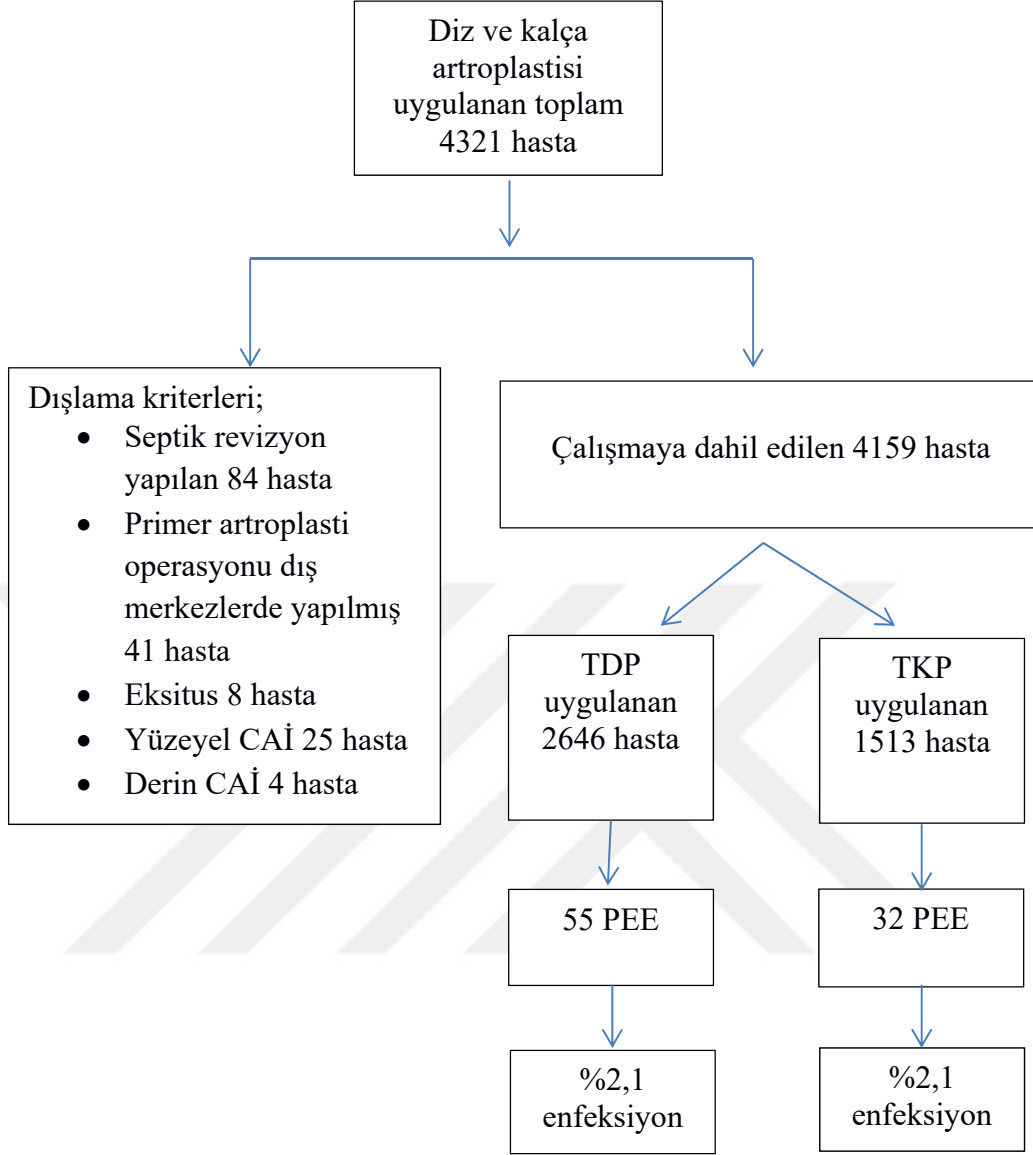 Diz ve kalça
artroplastisi
uygulanan toplam
4321 hasta
Dışlama kriterleri;
• Septik revizyon
yapılan 84 hasta
• Primer artroplasti
operasyonu dış
merkezlerde yapılmış
41 hasta
• Eksitus 8 hasta
• Yüzeyel CAİ 25 hasta
• Derin CAİ 4 hasta
Çalışmaya dahil edilen 4159 hasta
TDP
uygulanan
2646 hasta
TKP
uygulanan
1513 hasta
55 PEE
32 PEE
%2,1
enfeksiyon
%2,1
enfeksiyon